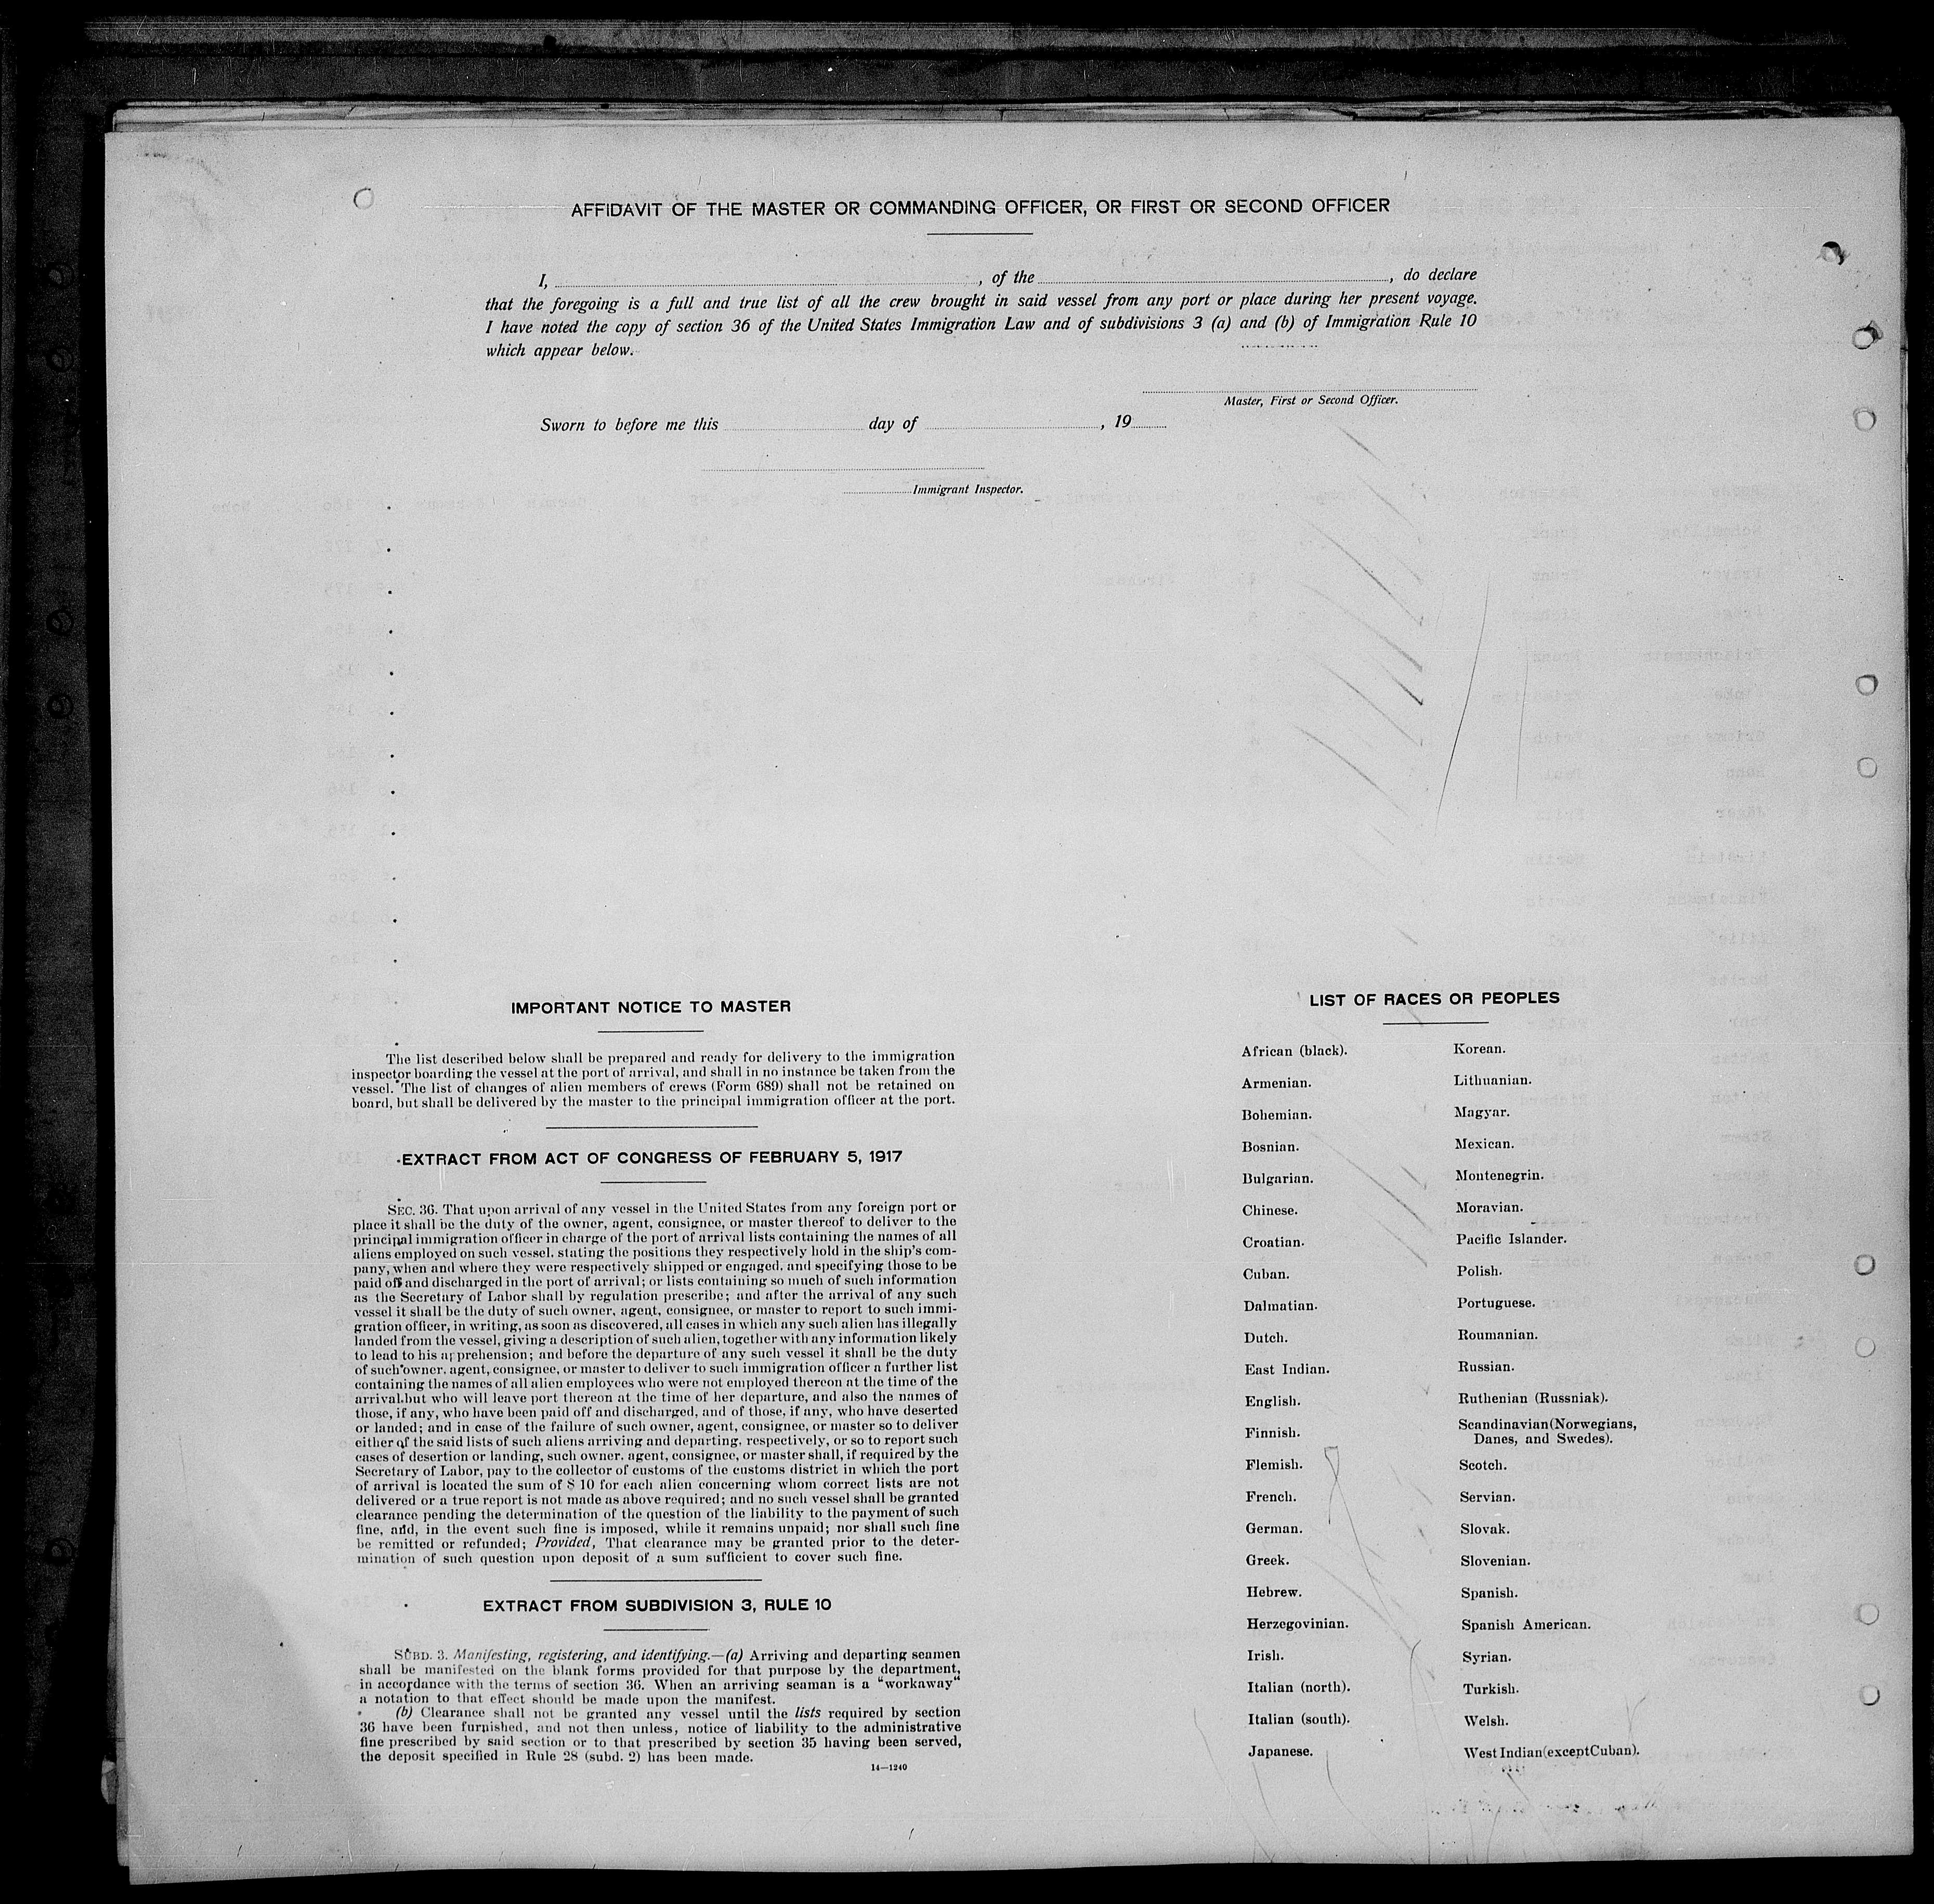 AFFIDAVIT OF THE MASTER OR COMMANDING OFFICER, OR FIRST OR SECOND OFFICER
I, , of the , do declare
that the foregoing is a full and true list of all the crew brought in said vessel from any port or place during her present voyage.
I have noted the copy of section 36 of the United States Immigration Law and of subdivisions 3 (a) and (b) of Immigration Rule 10
which appear below.
Master, First or Second Officer.
Sworn to before me this day of , 19
Immigrant Inspector.
IMPORTANT NOTICE TO MASTER
The list described below shall be prepared and ready for delivery to the immigration
inspector boarding the vessel at the port of arrival, and shall in no instance be taken from the
vessel. The list of changes of alien members of crews (Form 689) shall not be retained on
board, but shall be delivered by the master to the principal immigration officer at the port.
EXTRACT FROM ACT OF CONGRESS OF FEBRUARY 5, 1917
SEC. 36. That upon arrival of any vessel in the United States from any foreign port or
place it shall be the duty of the owner, agent, consignee, or master thereof to deliver to the
principal immigration officer in charge of the port of arrival lists containing the names of all
aliens employed on such vessel, stating the positions they respectively hold in the ship's com-
pany, when and where they were respectively shipped or engaged, and specifying those to be
paid off and discharged in the port of arrival; or lists containing so much of such information
as the Secretary of Labor shall by regulation prescribe; and after the arrival of any such
vessel it shall be the duty of such owner, agent, consignee, or master to report to such immi-
gration officer, in writing, as soon as discovered, all cases in which any such alien has illegally
landed from the vessel, giving a description of such alien, together with any information likely
to lead to his apprehension; and before the departure of any such vessel it shall be the duty
of such owner, agent, consignee, or master to deliver to such immigration officer a further list
containing the names of all alien employees who were not employed thereon at the time of the
arrival but who will leave port thereon at the time of her departure, and also the names of
those, if any, who have been paid off and discharged, and of those, if any, who have deserted
or landed; and in case of the failure of such owner, agent, consignee, or master so to deliver
either of the said lists of such aliens arriving and departing, respectively, or so to report such
cases of desertion or landing, such owner, agent, consignee, or master shall, if required by the
Secretary of Labor, pay to the collector of customs of the customs district in which the port
of arrival is located the sum of $ 10 for each alien concerning whom correct lists are not
delivered or a true report is not made as above required; and no such vessel shall be granted
clearance pending the determination of the question of the liability to the payment of such
fine, and, in the event such fine is imposed, while it remains unpaid; nor shall such fine
be remitted or refunded; Provided, That clearance may be granted prior to the deter-
mination of such question upon deposit of a sum sufficient to cover such fine.
EXTRACT FROM SUBDIVISION 3, RULE 10
SUBD. 3. Manifesting, registering, and identifying.—(a) Arriving and departing seamen
shall be manifested on the blank forms provided for that purpose by the department,
in accordance with the terms of section 36. When an arriving seaman is a "workaway"
a notation to that effect should be made upon the manifest.
(b) Clearance shall not be granted any vessel until the lists required by section
36 have been furnished, and not then unless, notice of liability to the administrative
fine prescribed by said section or to that prescribed by section 35 having been served,
the deposit specified in Rule 28 (subd. 2) has been made.
14—1240
LIST OF RACES OR PEOPLES
African (black).
Armenian.
Bohemian.
Bosnian.
Bulgarian.
Chinese.
Croatian.
Cuban.
Dalmatian.
Dutch.
East Indian.
English.
Finnish.
Flemish.
French.
German.
Greek.
Hebrew.
Herzegovinian.
Irish.
Italian (north).
Italian (south).
Japanese.
Korean.
Lithuanian.
Magyar.
Mexican.
Montenegrin.
Moravian.
Pacific Islander.
Polish.
Portuguese.
Roumanian.
Russian.
Ruthenian (Russniak).
Scandinavian(Norwegians,
Danes, and Swedes).
Scotch.
Servian.
Slovak.
Slovenian.
Spanish.
Spanish American.
Syrian.
Turkish.
Welsh.
West Indian(exceptCuban).